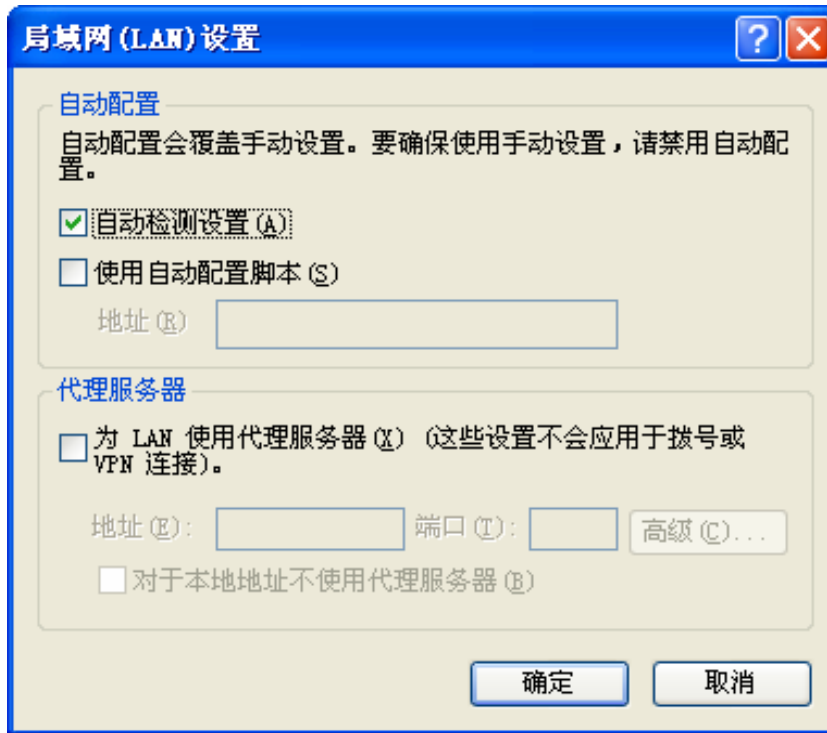 局域网(LAN)设置
自动配置
自动配置会覆盖手动设置。要确保使用手动设置，请禁用自动配
置。
自动检测设置(A)
使用自动配置脚本(S)
地址(R)
代理服务器
为 LAN 使用代理服务器(X) (这些设置不会应用于拨号或
VPN 连接)。
地址(E): 端口(T): 高级(C)...
对于本地地址不使用代理服务器(B)
确定 取消